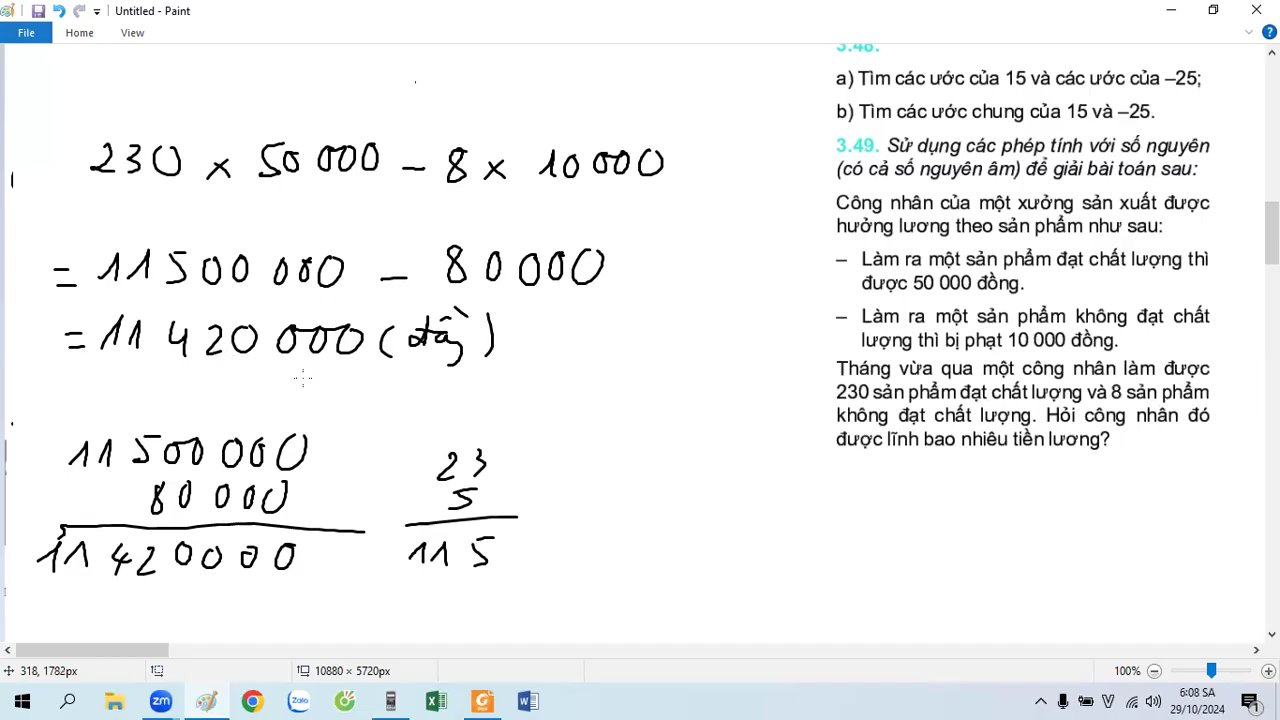 Untitled - Paint
File Home View
230 x 50 000 - 8 x 10 000
= 11 500 000 - 80 000
= 11 420 000 (đồng)
11 500 000
80 000
11 420 000
23
5
115
3.48.
a) Tìm các ước của 15 và các ước của –25;
b) Tìm các ước chung của 15 và –25.
3.49. Sử dụng các phép tính với số nguyên
(có cả số nguyên âm) để giải bài toán sau:
Công nhân của một xưởng sản xuất được
hưởng lương theo sản phẩm như sau:
– Làm ra một sản phẩm đạt chất lượng thì
được 50 000 đồng.
– Làm ra một sản phẩm không đạt chất
lượng thì bị phạt 10 000 đồng.
Tháng vừa qua một công nhân làm được
230 sản phẩm đạt chất lượng và 8 sản phẩm
không đạt chất lượng. Hỏi công nhân đó
được lĩnh bao nhiêu tiền lương?
318, 1782px 10880 × 5720px 100%
zm Zalo
6:08 SA
29/10/2024